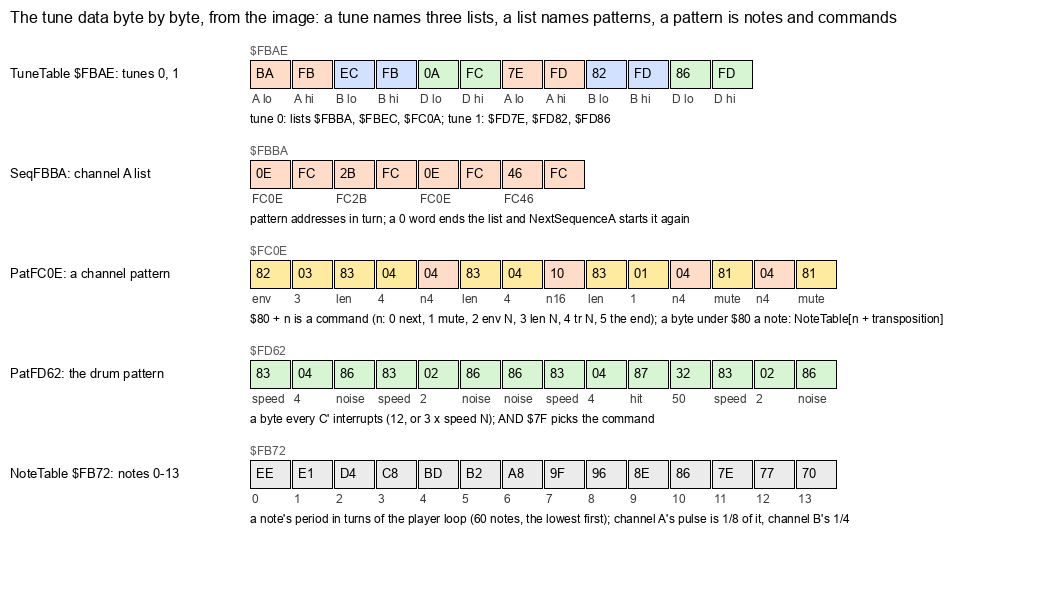 The tune data byte by byte, from the image: a tune names three lists, a list names patterns, a pattern is notes and commands
$FBAE
TuneTable $FBAE: tunes 0, 1
BA FB EC FB 0A FC 7E FD 82 FD 86 FD
A lo A hi B lo B hi D lo D hi A lo A hi B lo B hi D lo D hi
tune 0: lists $FBBA, $FBEC, $FC0A; tune 1: $FD7E, $FD82, $FD86
$FBBA
SeqFBBA: channel A list
0E FC 2B FC 0E FC 46 FC
FC0E FC2B FC0E FC46
pattern addresses in turn; a 0 word ends the list and NextSequenceA starts it again
$FC0E
PatFC0E: a channel pattern
82 03 83 04 04 83 04 10 83 01 04 81 04 81
env 3 len 4 n4 len 4 n16 len 1 n4 mute n4 mute
$80 + n is a command (n: 0 next, 1 mute, 2 env N, 3 len N, 4 tr N, 5 the end); a byte under $80 a note: NoteTable[n + transposition]
$FD62
PatFD62: the drum pattern
83 04 86 83 02 86 86 83 04 87 32 83 02 86
speed 4 noise speed 2 noise noise speed 4 hit 50 speed 2 noise
a byte every C' interrupts (12, or 3 x speed N); AND $7F picks the command
$FB72
NoteTable $FB72: notes 0-13
EE E1 D4 C8 BD B2 A8 9F 96 8E 86 7E 77 70
0 1 2 3 4 5 6 7 8 9 10 11 12 13
a note's period in turns of the player loop (60 notes, the lowest first); channel A's pulse is 1/8 of it, channel B's 1/4